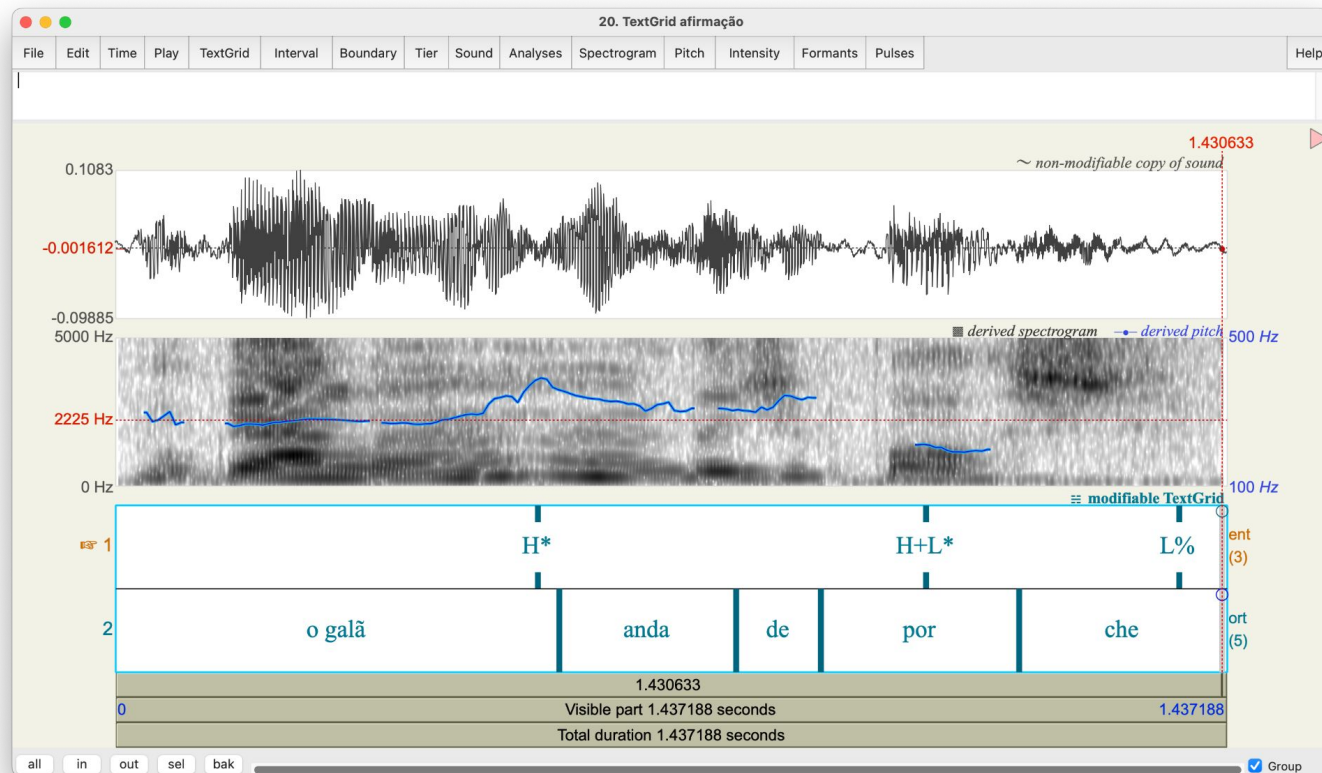 20. TextGrid afirmação
File Edit Time Play TextGrid Interval Boundary Tier Sound Analyses Spectrogram Pitch Intensity Formants Pulses Help
1.430633
~ non-modifiable copy of sound
0.1083
-0.001612
-0.09885
5000 Hz derived spectrogram derived pitch 500 Hz
2225 Hz
0 Hz 100 Hz
modifiable TextGrid
1 H* H+L* L% ent
(3)
2 o galã anda de por che ort
(5)
1.430633
0 Visible part 1.437188 seconds 1.437188
Total duration 1.437188 seconds
all in out sel bak Group